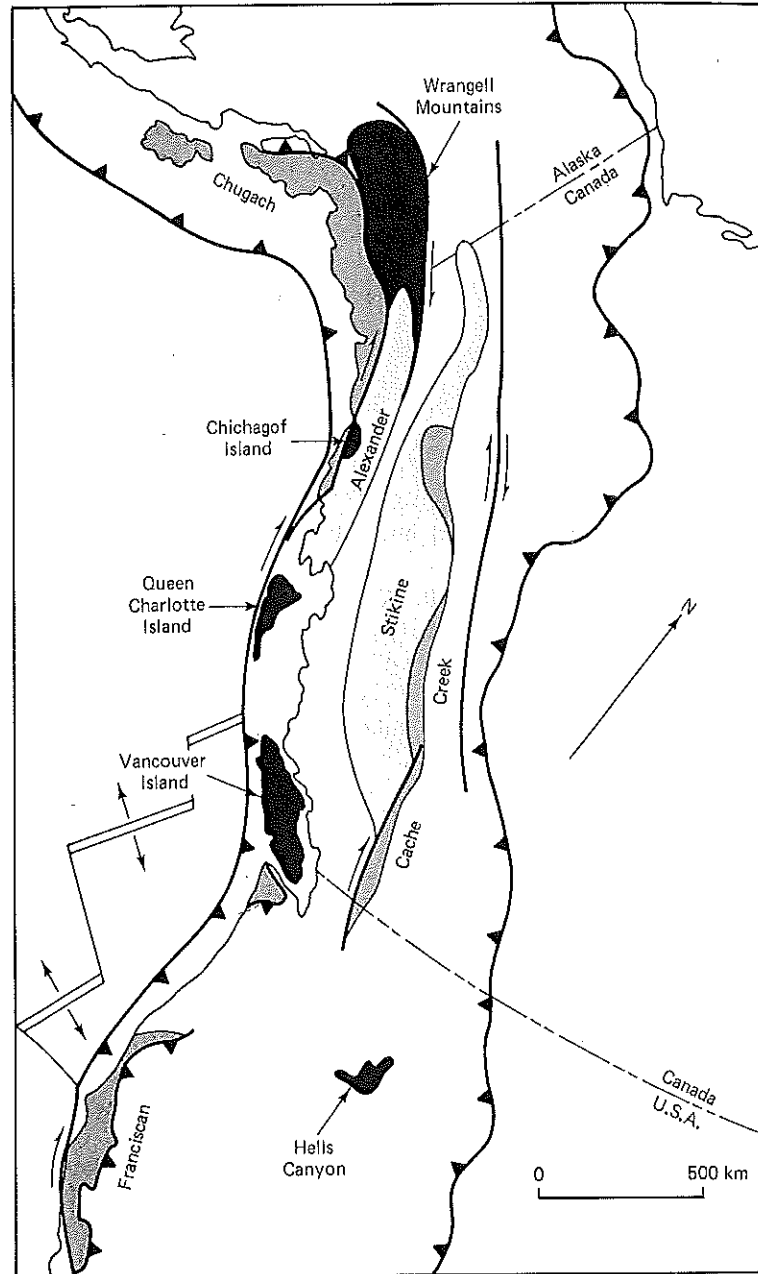 Wrangell
Mountains
Alaska
Canada
Chugach
Chichagof
Island
Alexander
Queen
Charlotte
Island
Stikine
Creek
N
Vancouver
Island
Cache
Canada
U.S.A.
Hells
Canyon
Franciscan
0 500 km